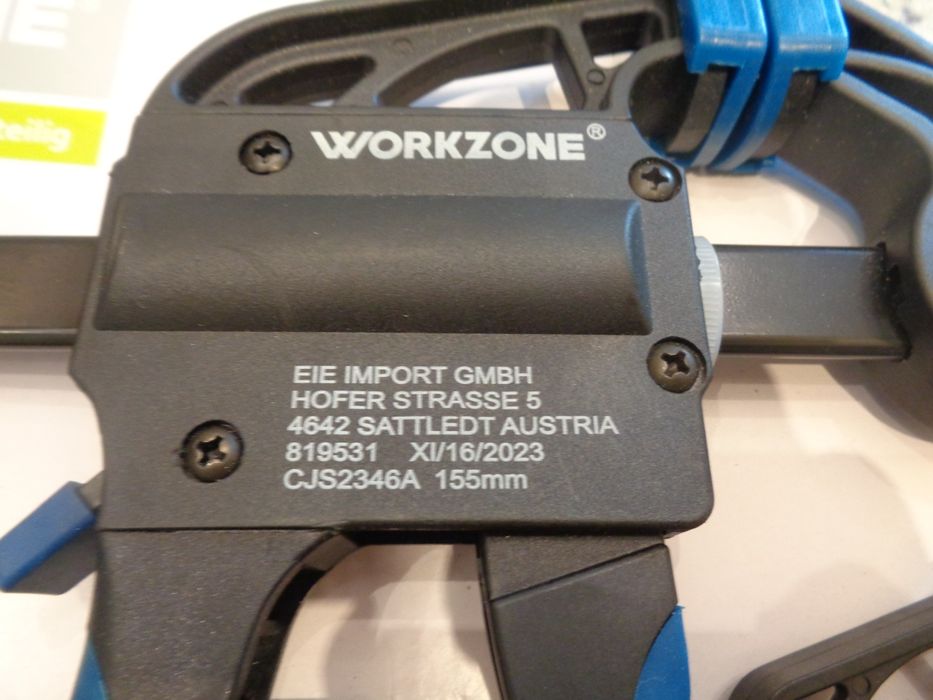 WORKZONE®
EIE IMPORT GMBH
HOFER STRASSE 5
4642 SATTLEDT AUSTRIA
819531 XI/16/2023
CJS2346A 155mm